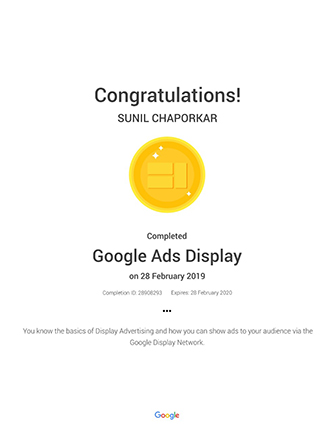 Congratulations!
SUNIL CHAPORKAR
Completed
Google Ads Display
on 28 February 2019
Completion ID: 28608293 Expires: 28 February 2020
•••
You know the basics of Display Advertising and how you can show ads to your audience via the
Google Display Network.
Google